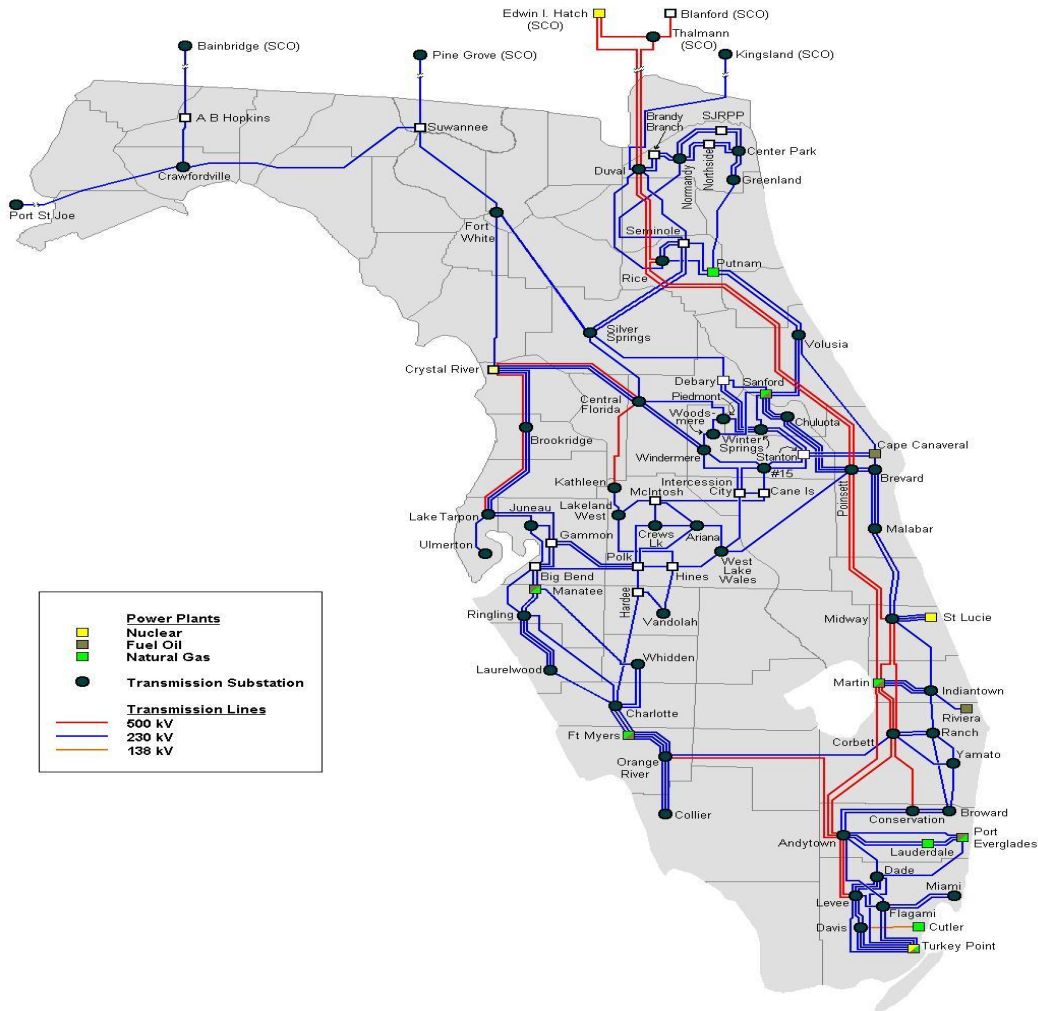 Edwin I. Hatch
(SCO)
Blanford (SCO)
Thalmann
(SCO)
Bainbridge (SCO)
Pine Grove (SCO)
Kingsland (SCO)
A B Hopkins
Suwannee
Brandy
Branch
SJRPP
Center Park
Northside
Normandy
Duval
Greenland
Crawfordville
Port St Joe
Fort
White
Seminole
Rice
Putnam
Silver
Springs
Volusia
Crystal River
Debary
Sanford
Piedmont
Central
Florida
Woods-
mere
Chuluota
Winter
Springs
Brookridge
Windermere
Stanton
Cape Canaveral
#15
Brevard
Poinsett
Kathleen
Intercession
City
Cane Is
McIntosh
Lakeland
West
Lake Tarpon
Juneau
Malabar
Gammon
Crews
Lk
Ariana
Ulmerton
Polk
Big Bend
Hines
West Lake
Wales
Manatee
Hardee
Ringling
Vandolah
Midway
St Lucie
Laurelwood
Whidden
Martin
Indiantown
Charlotte
Riviera
Ft Myers
Corbett
Ranch
Orange
River
Yamato
Collier
Conservation
Broward
Andytown
Port
Everglades
Lauderdale
Dade
Miami
Levee
Flagami
Davis
Cutler
Turkey Point
Power Plants
Nuclear
Fuel Oil
Natural Gas
Transmission Substation
Transmission Lines
500 kV
230 kV
138 kV